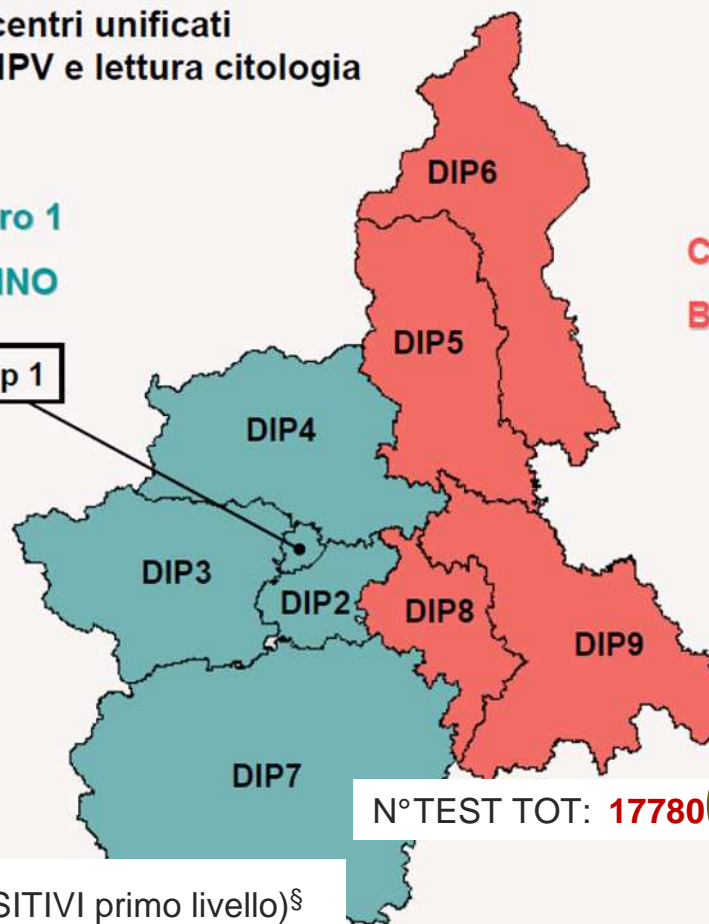 centri unificati
HPV e lettura citologia
DIP6
ro 1
C
INO
B
DIP5
p 1
DIP4
DIP3
DIP2
DIP8
DIP9
DIP7
N°TEST TOT: 17780
SITIVI primo livello)§